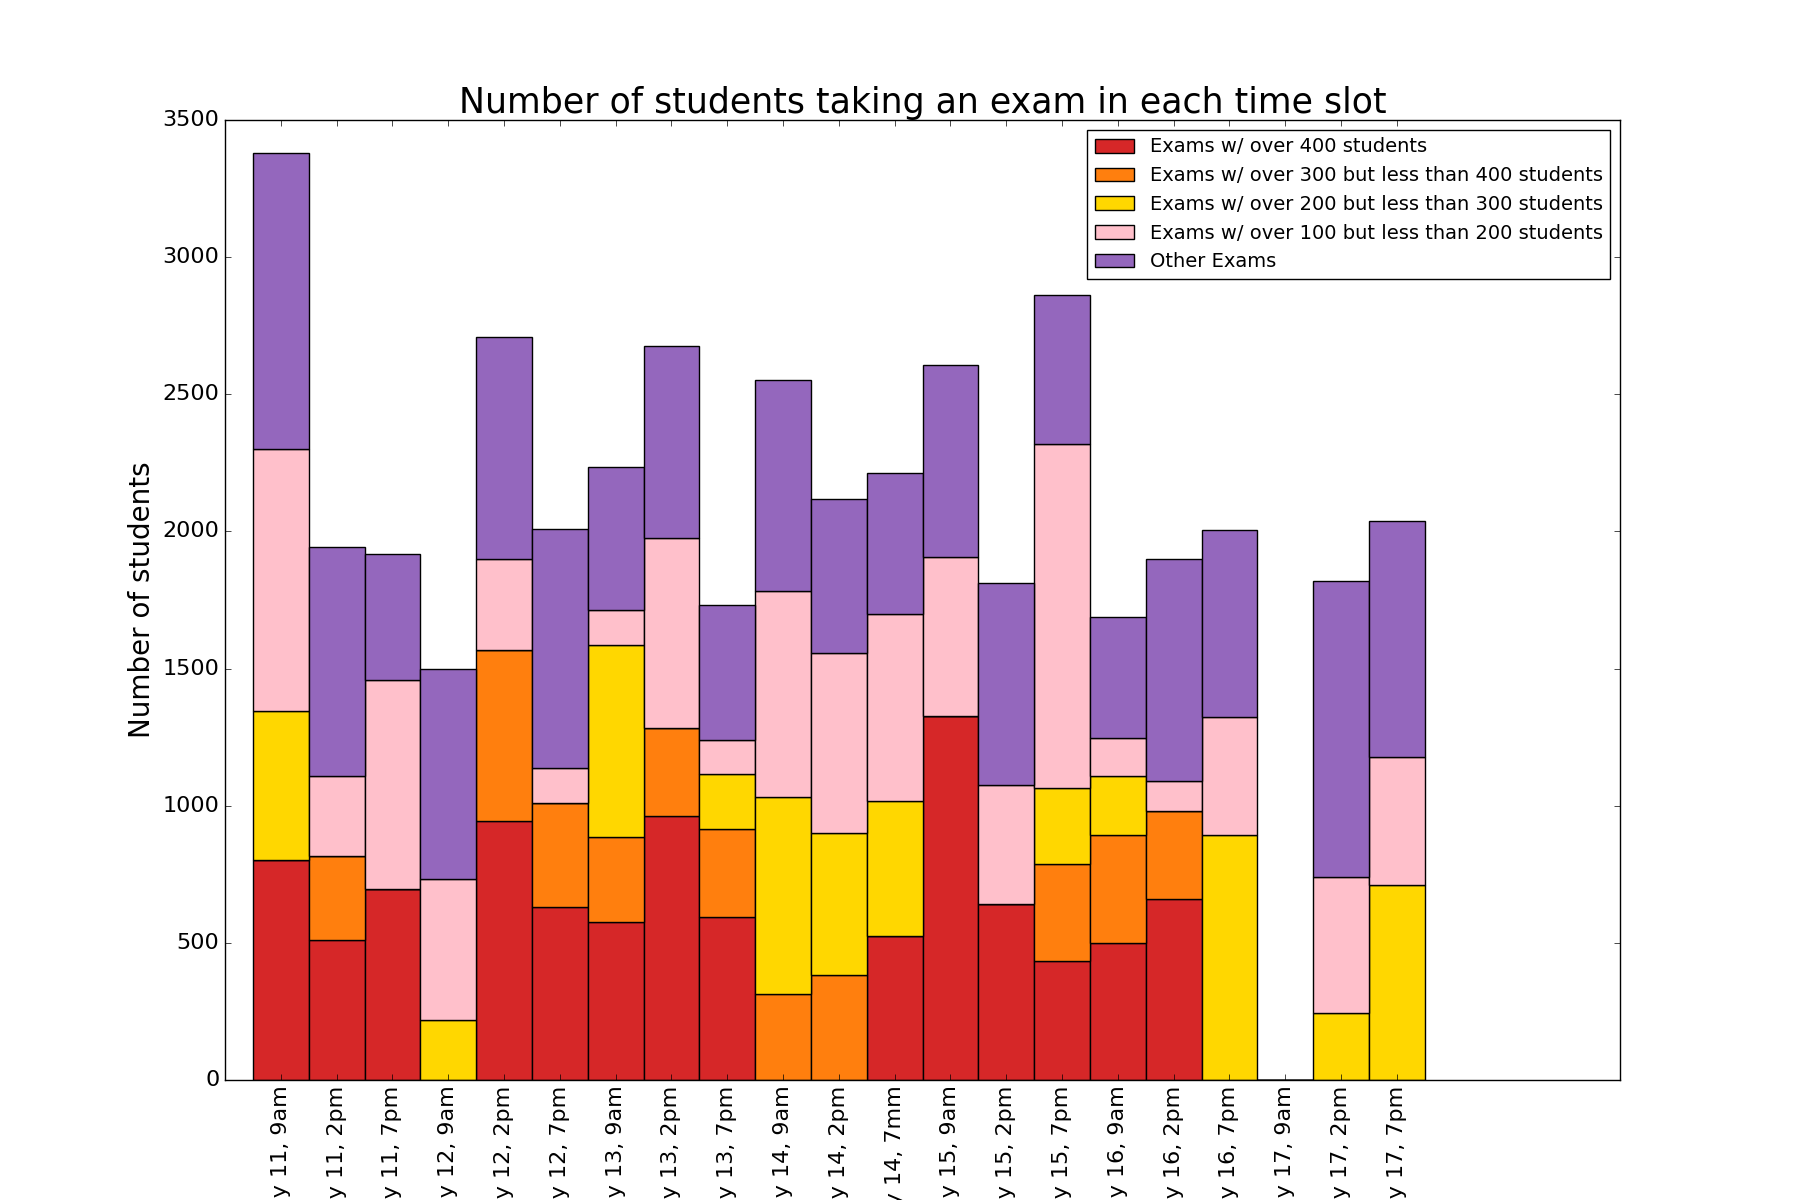 Number of students taking an exam in each time slot
Exams w/ over 400 students
Exams w/ over 300 but less than 400 students
Exams w/ over 200 but less than 300 students
Exams w/ over 100 but less than 200 students
Other Exams
Number of students
3500
3000
2500
2000
1500
1000
500
0
y 11, 9am
y 11, 2pm
y 11, 7pm
y 12, 9am
y 12, 2pm
y 12, 7pm
y 13, 9am
y 13, 2pm
y 13, 7pm
y 14, 9am
y 14, 2pm
y 14, 7mm
y 15, 9am
y 15, 2pm
y 15, 7pm
y 16, 9am
y 16, 2pm
y 16, 7pm
y 17, 9am
y 17, 2pm
y 17, 7pm